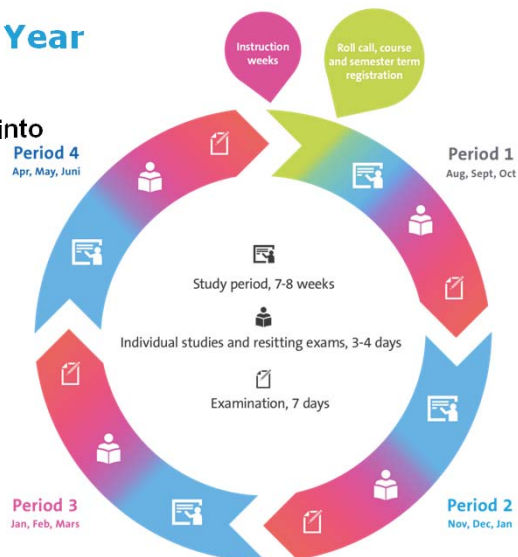 Year
into
Instruction
weeks
Roll call, course
and semester term
registration
Period 4
Apr, May, Juni
Period 1
Aug, Sept, Oct
Study period, 7-8 weeks
Individual studies and resitting exams, 3-4 days
Examination, 7 days
Period 3
Jan, Feb, Mars
Period 2
Nov, Dec, Jan